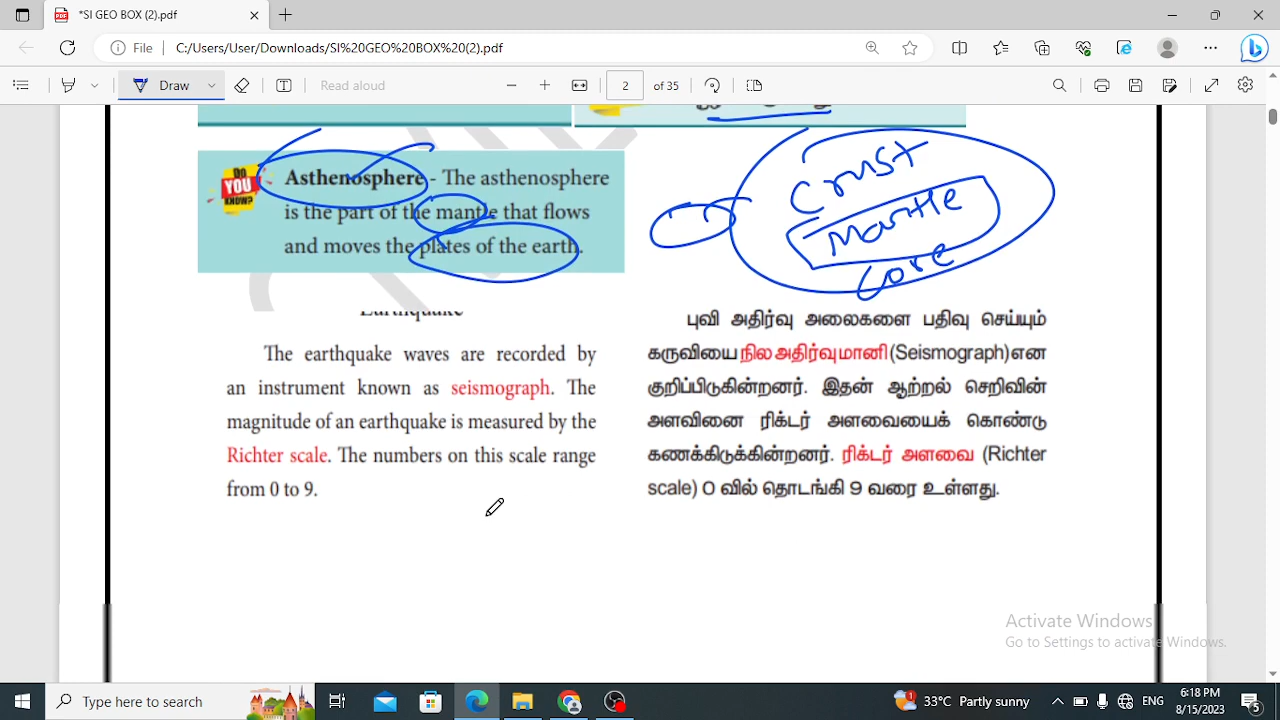 *SI GEO BOX (2).pdf
File
C:/Users/User/Downloads/SI%20GEO%20BOX%20(2).pdf
Draw
Read aloud
2
of 35
DO YOU KNOW?
Asthenosphere - The asthenosphere
is the part of the mantle that flows
and moves the plates of the earth.
Crust
Mantle
Core
Earthquake
The earthquake waves are recorded by
an instrument known as seismograph. The
magnitude of an earthquake is measured by the
Richter scale. The numbers on this scale range
from 0 to 9.
புவி அதிர்வு அலைகளை பதிவு செய்யும்
கருவியை நில அதிர்வு மானி (Seismograph) என
குறிப்பிடுகின்றனர். இதன் ஆற்றல் செறிவின்
அளவினை ரிக்டர் அளவையைக் கொண்டு
கணக்கிடுக்கின்றனர். ரிக்டர் அளவை (Richter
scale) 0 வில் தொடங்கி 9 வரை உள்ளது.
Activate Windows
Go to Settings to activate Windows.
Type here to search
1
33°C Partly sunny
ENG
6:18 PM
8/15/2023
5